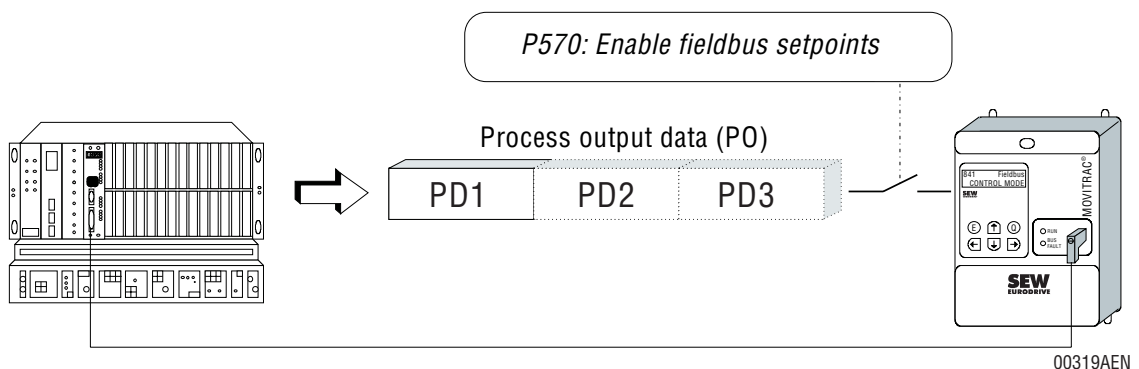 P570: Enable fieldbus setpoints
Process output data (PO)
PD1 PD2 PD3
841 Fieldbus
CONTROL MODE
SEW
E Q
RUN
BUS
FAULT
MOVITRAC®
SEW
EURODRIVE
00319AEN